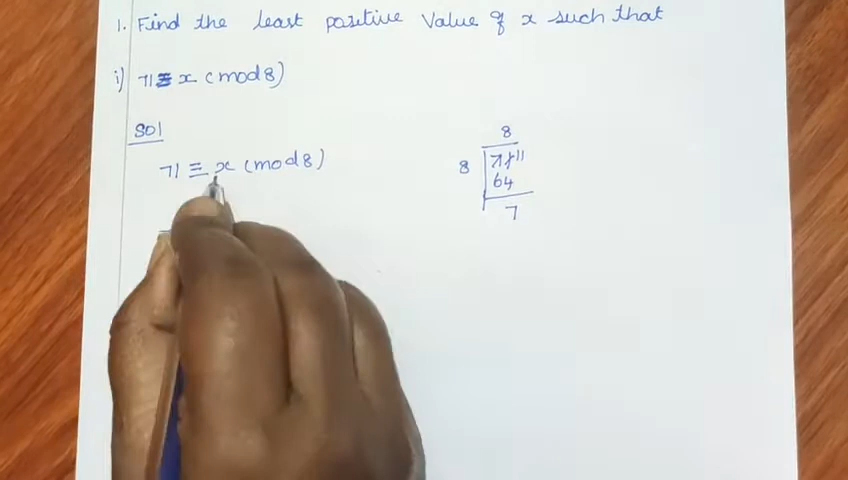 1. Find the least positive Value of x such that
i) 71 ≡ x (mod 8)
Sol
71 ≡ x (mod 8)
8
8 7111
64
7